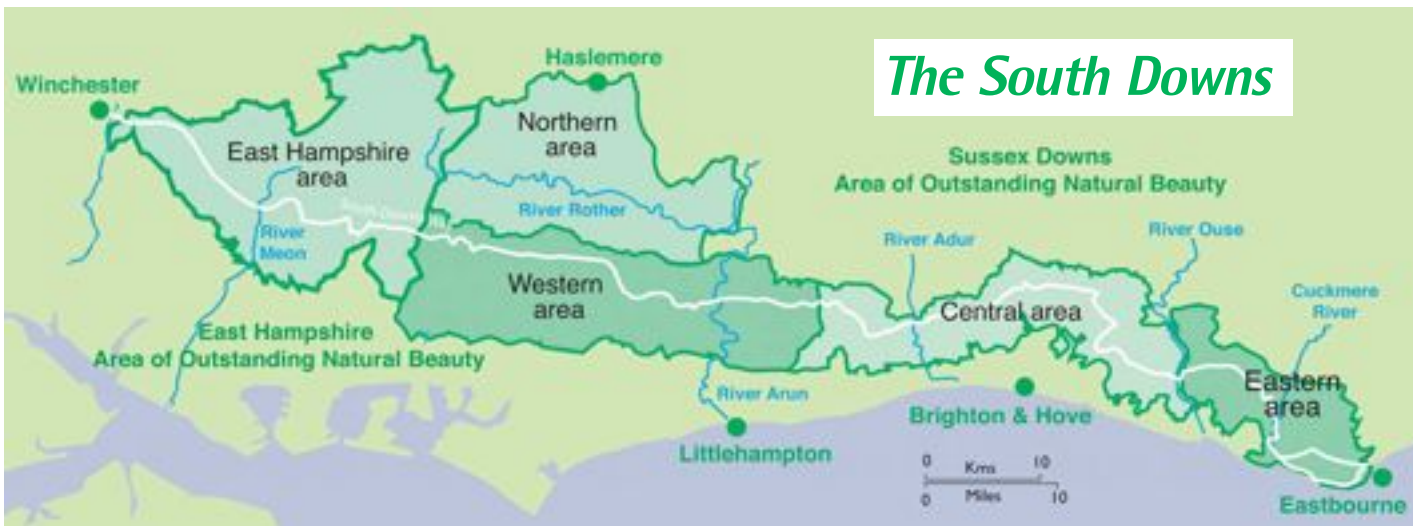 The South Downs
Winchester
Haslemere
Northern
area
East Hampshire
area
Sussex Downs
Area of Outstanding Natural Beauty
River Rother
River
Meon
River Adur
River Ouse
Western
area
Central area
Cuckmere
River
East Hampshire
Area of Outstanding Natural Beauty
River Arun
Eastern
area
Brighton & Hove
Littlehampton
0 Kms 10
0 Miles 10
Eastbourne